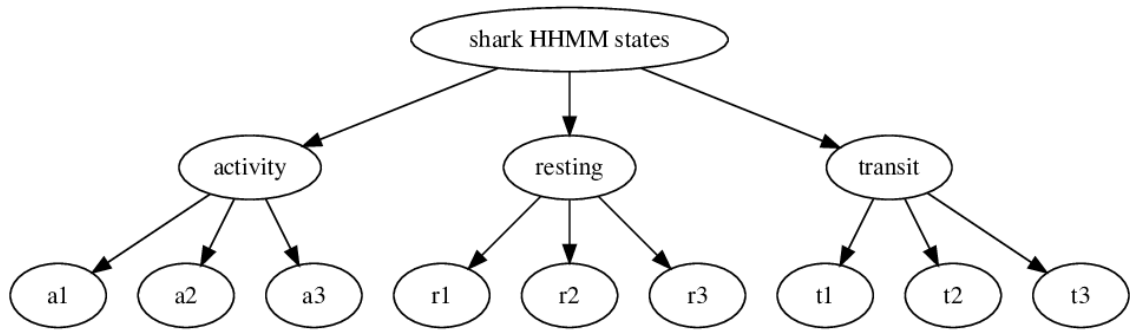 shark HHMM states
activity resting transit
a1 a2 a3 r1 r2 r3 t1 t2 t3